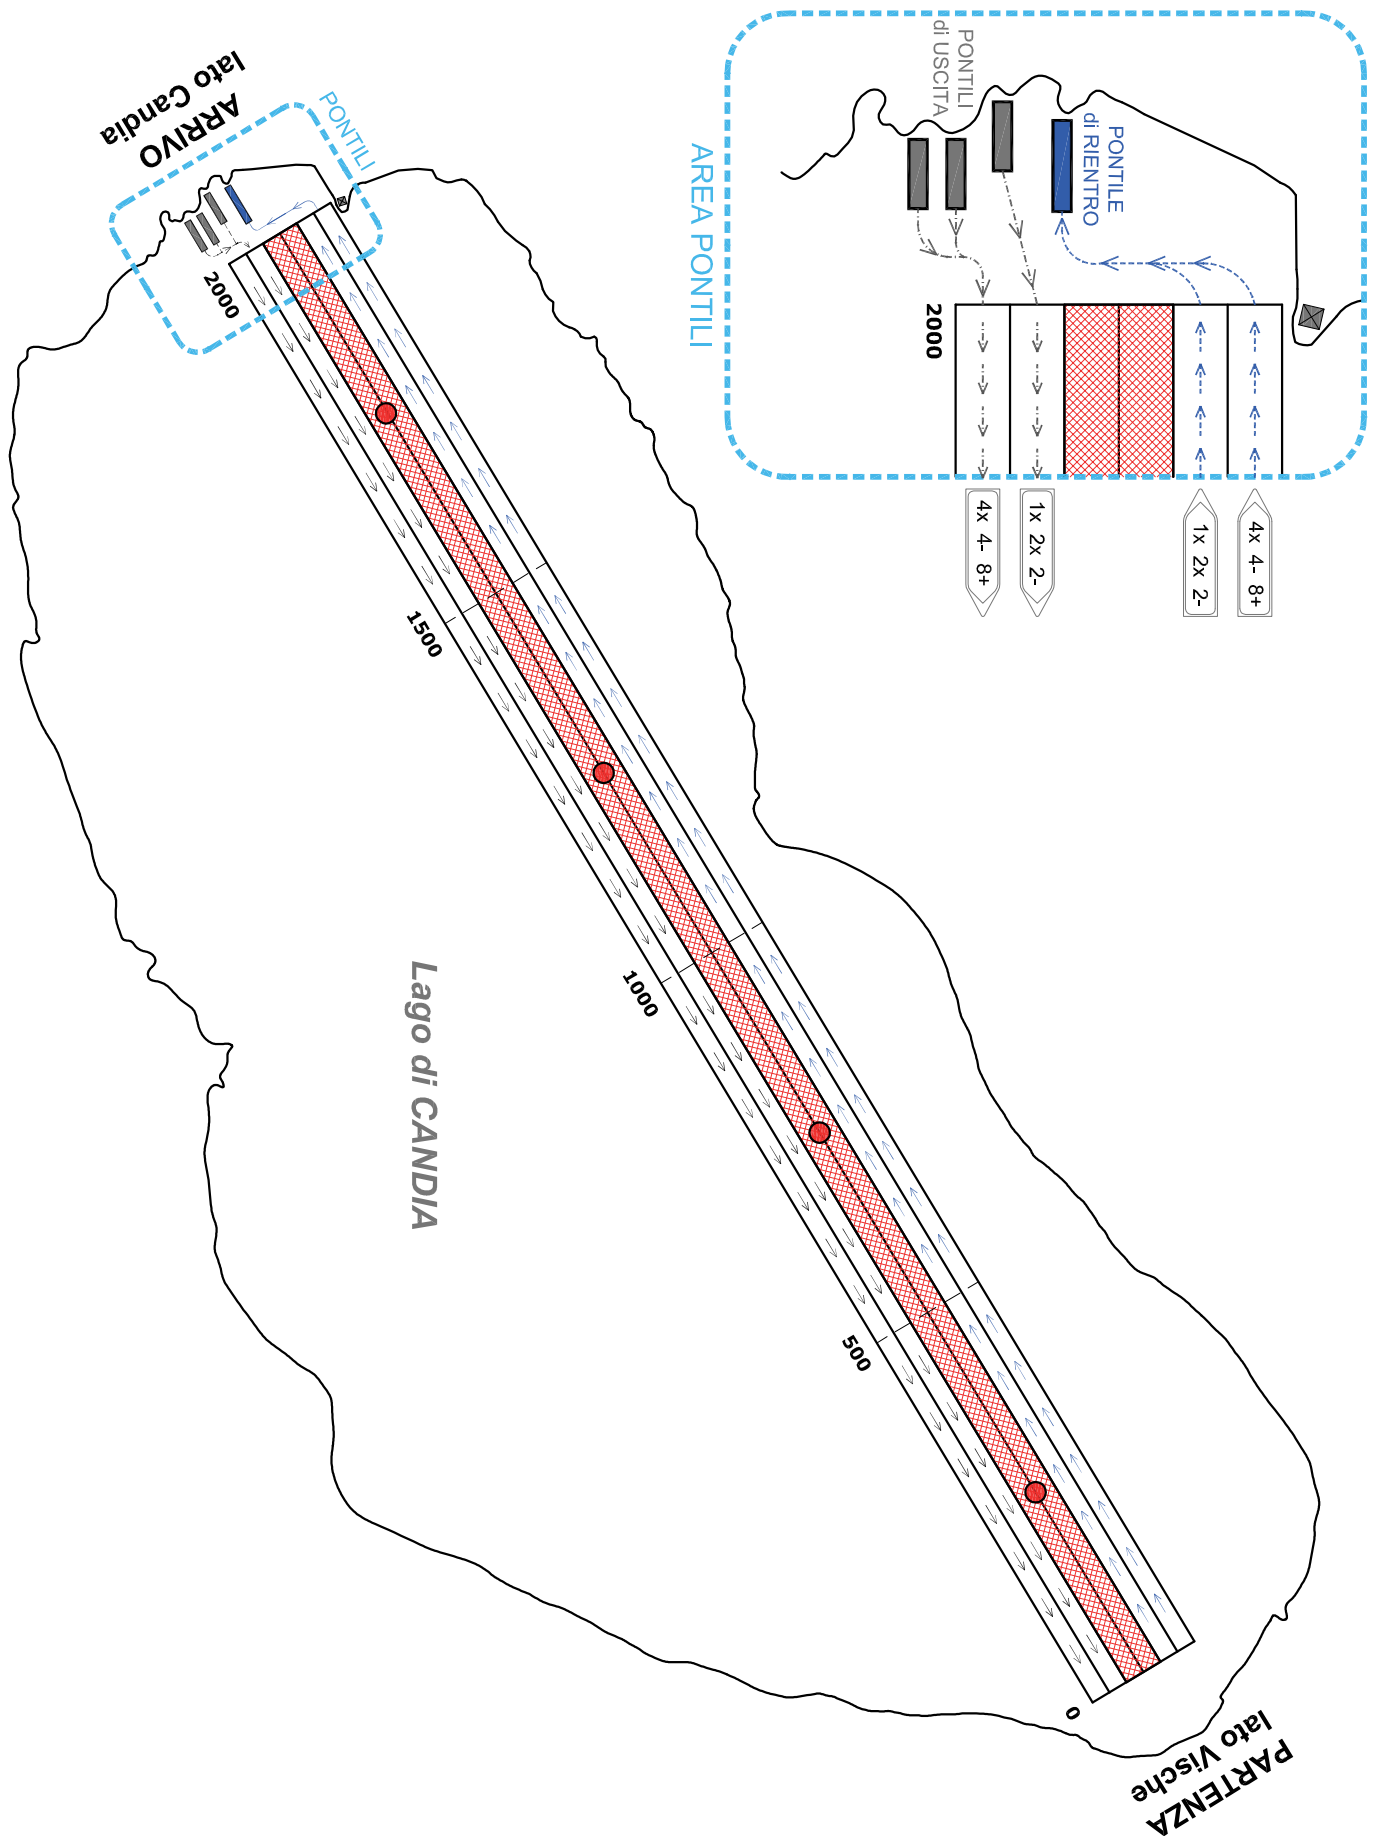 ARRIVO
lato Candia
PONTILI
2000
1500
1000
500
0
Lago di CANDIA
PARTENZA
lato Vische
AREA PONTILI
PONTILI
di USCITA
PONTILE
di RIENTRO
2000
4x 4- 8+
1x 2x 2-
1x 2x 2-
4x 4- 8+